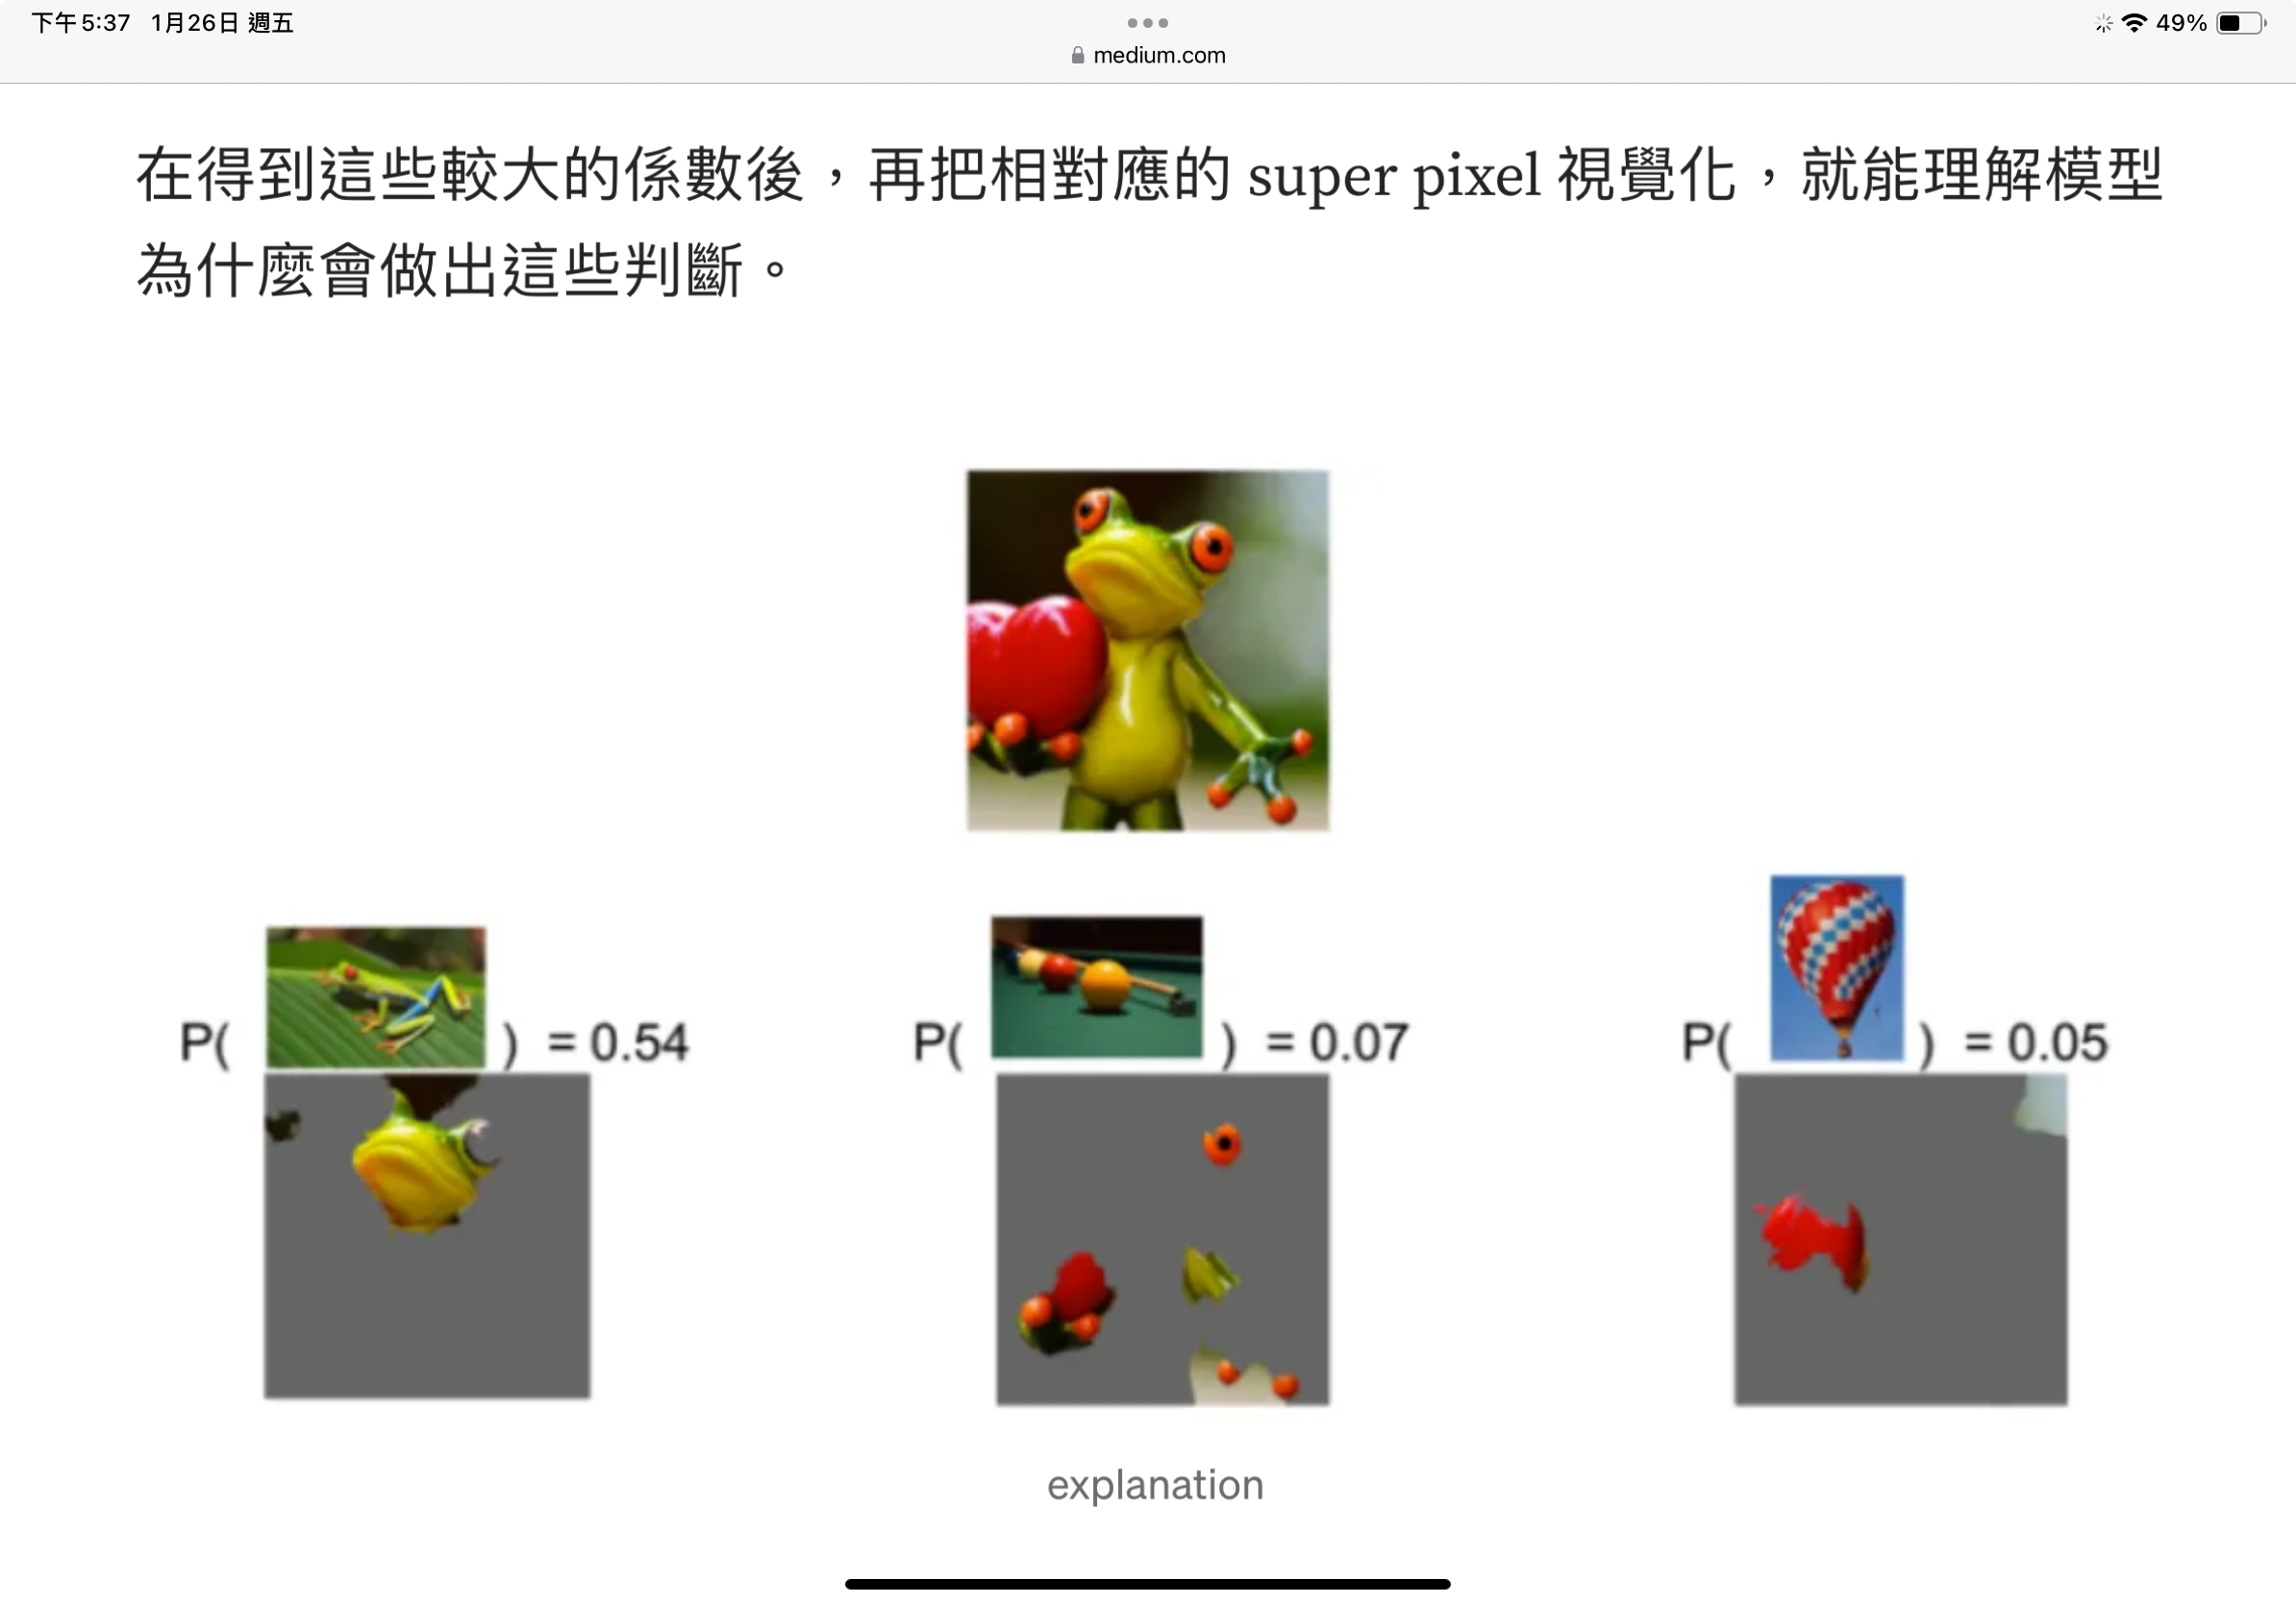 下午5:37 1月26日 週五
49%
medium.com
在得到這些較大的係數後，再把相對應的 super pixel 視覺化，就能理解模型
為什麼會做出這些判斷。
P( ) = 0.54
P( ) = 0.07
P( ) = 0.05
explanation